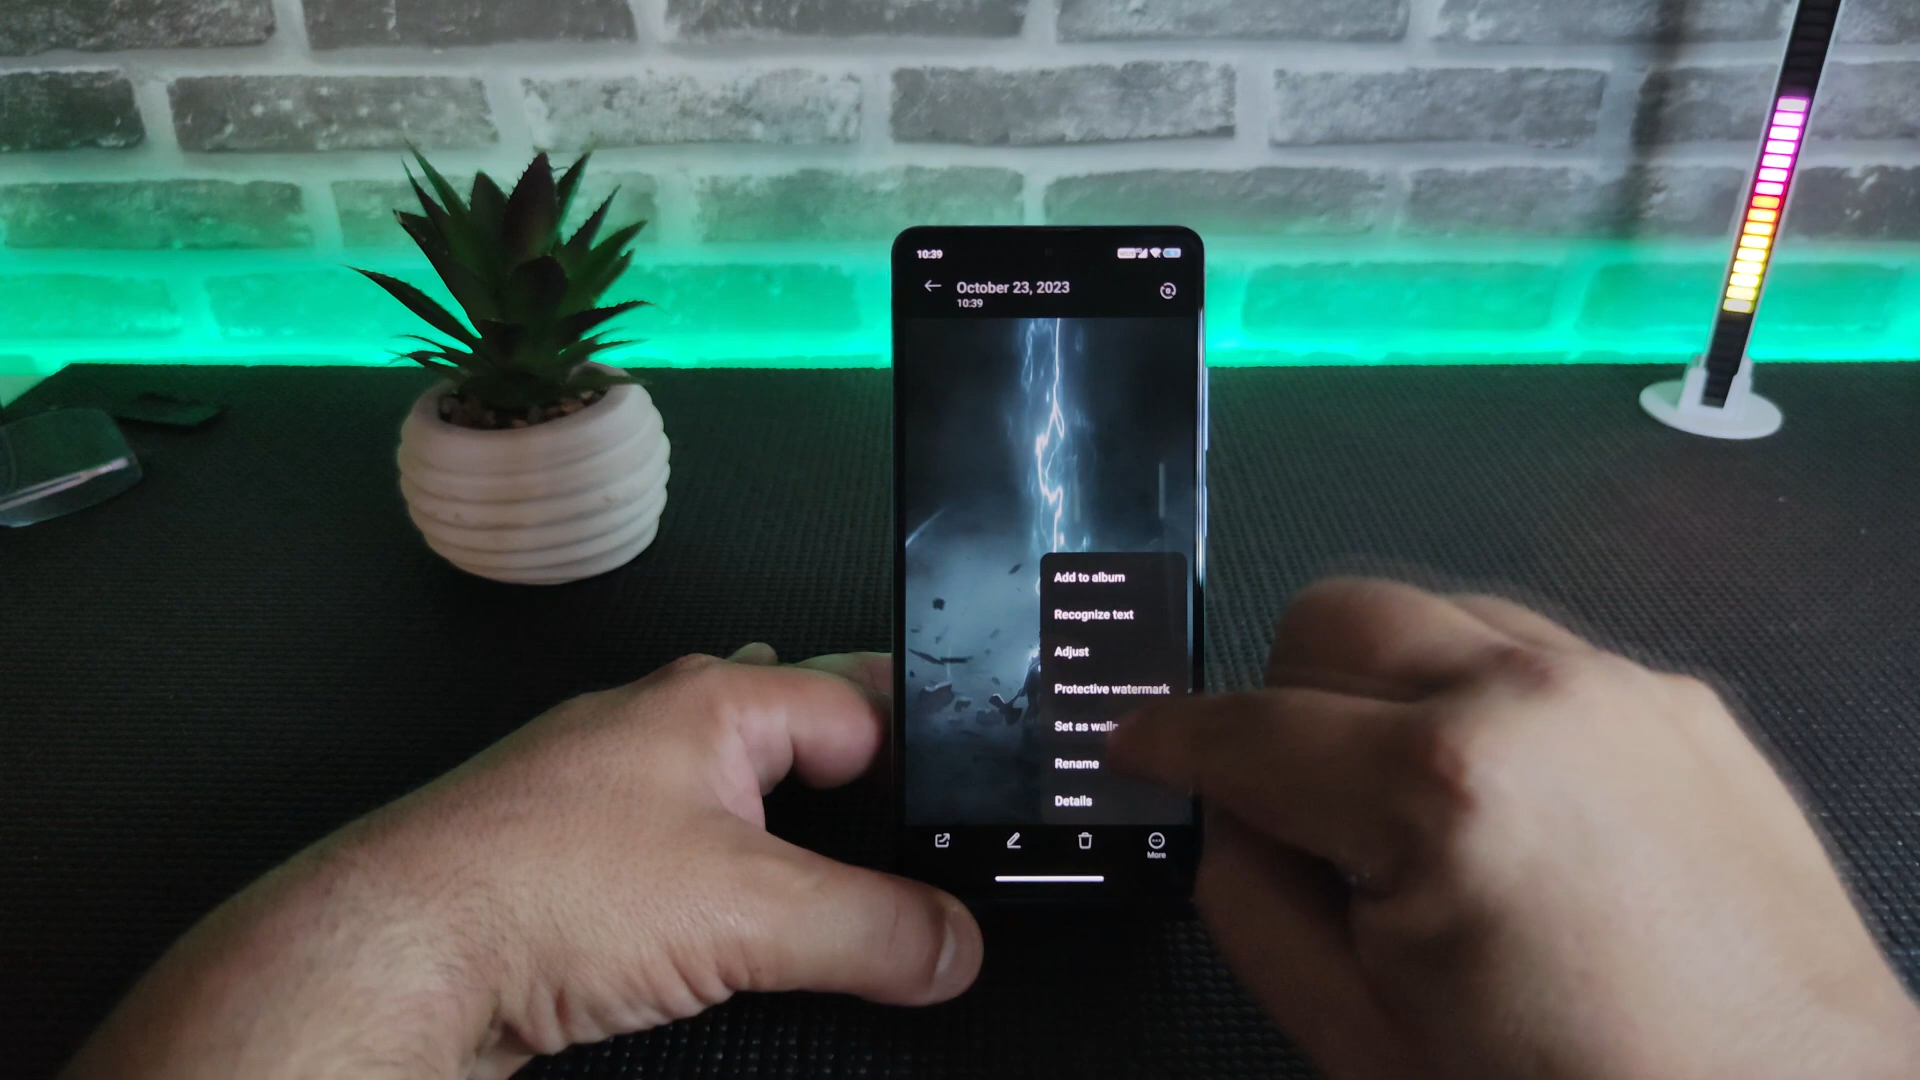 10:39
October 23, 2023
10:39
Add to album
Recognize text
Adjust
Protective watermark
Set as wallp
Rename
Details
More